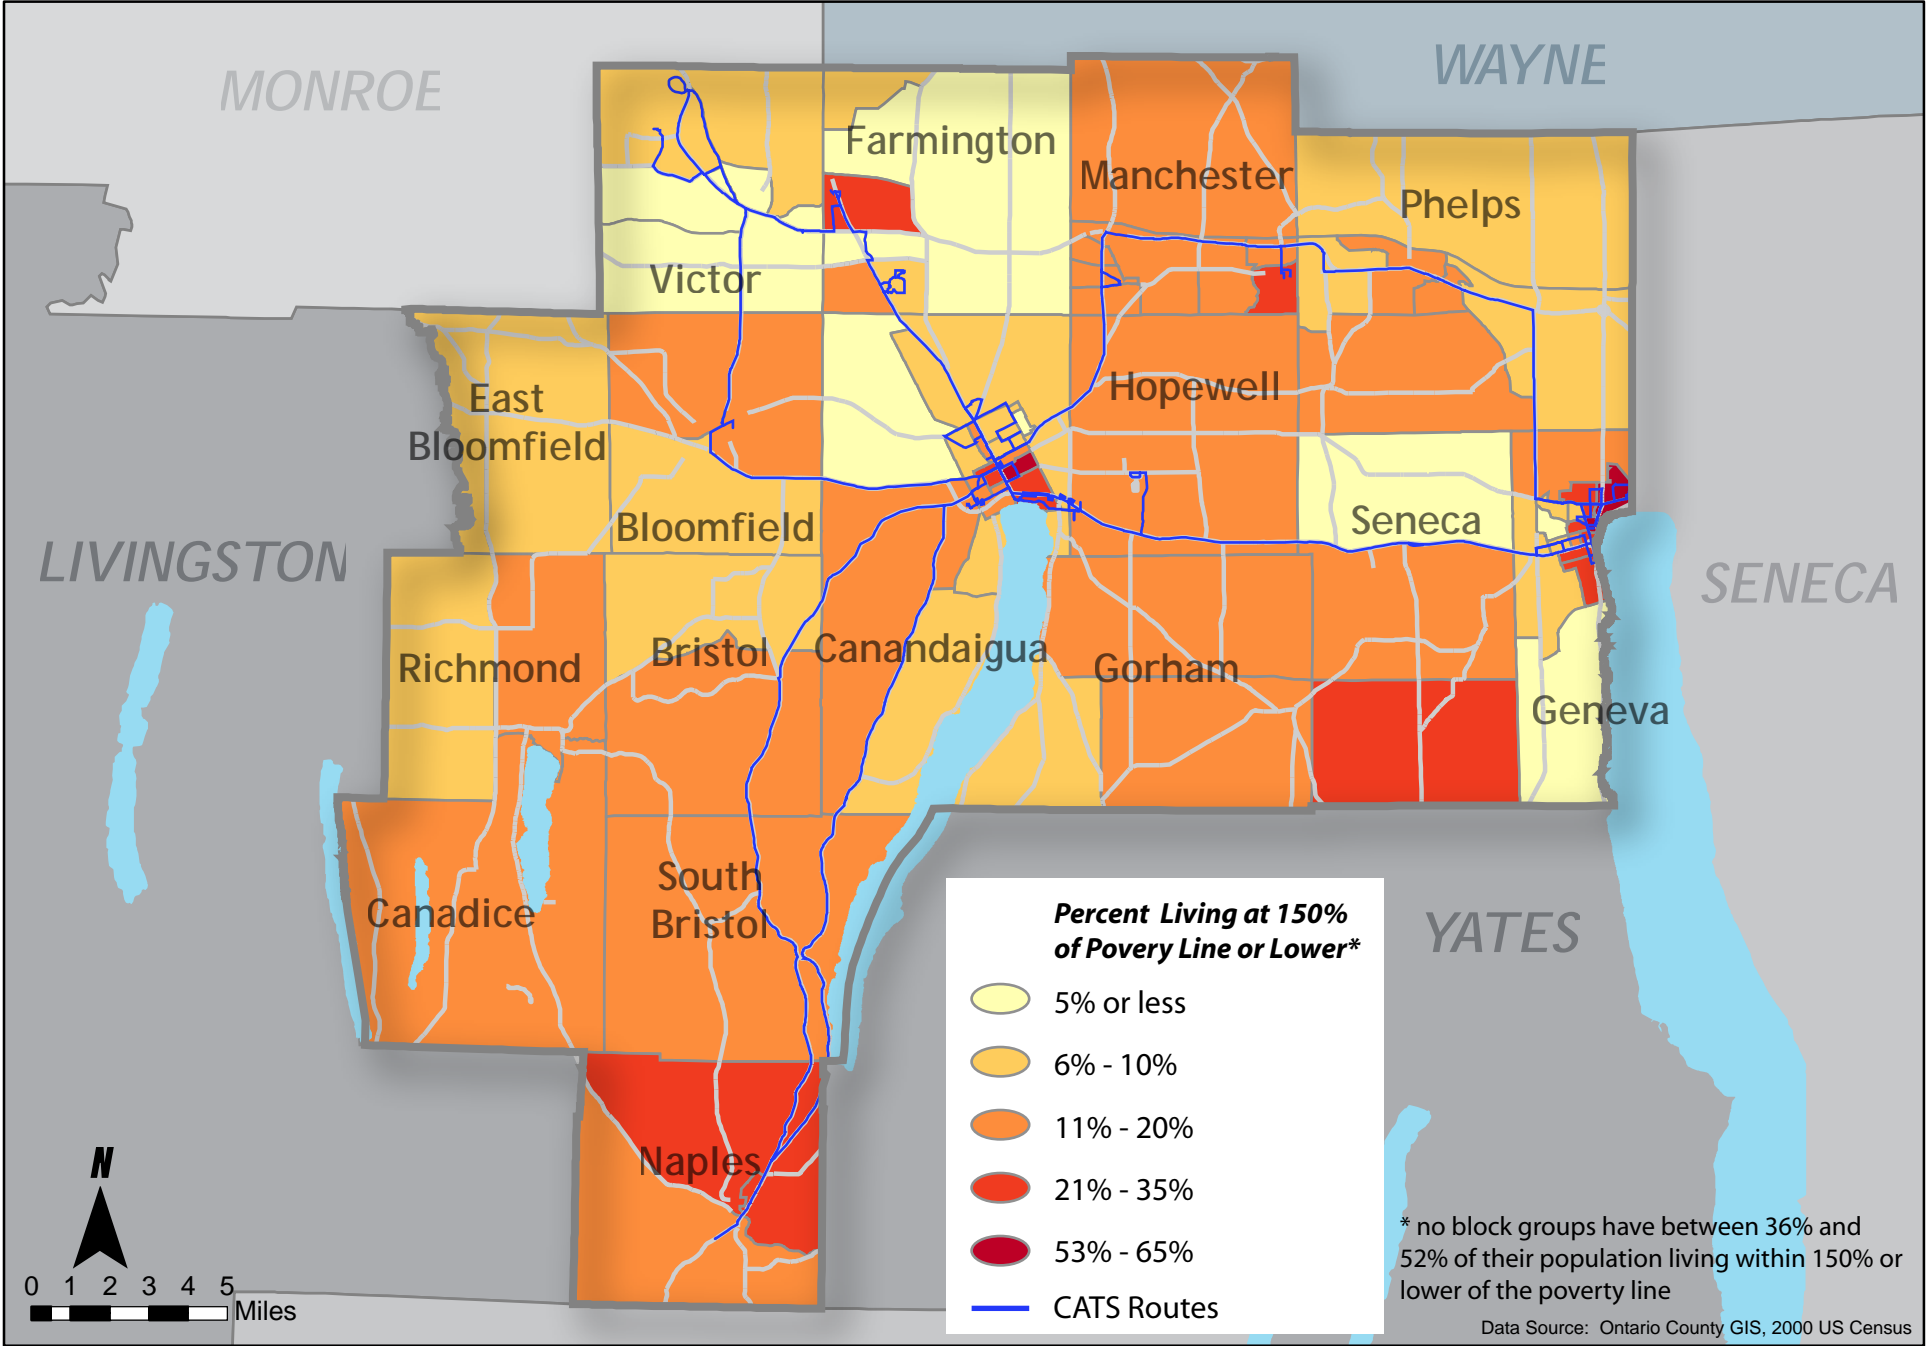 MONROE
WAYNE
Farmington
Manchester
Phelps
Victor
East
Bloomfield
Hopewell
Bloomfield
Seneca
LIVINGSTON
SENECA
Richmond
Bristol
Canandaigua
Gorham
Geneva
South
Bristol
Canadice
YATES
Naples
Percent Living at 150%
of Povery Line or Lower*
5% or less
6% - 10%
11% - 20%
21% - 35%
53% - 65%
CATS Routes
* no block groups have between 36% and
52% of their population living within 150% or
lower of the poverty line
Data Source: Ontario County GIS, 2000 US Census
N
0 1 2 3 4 5
Miles